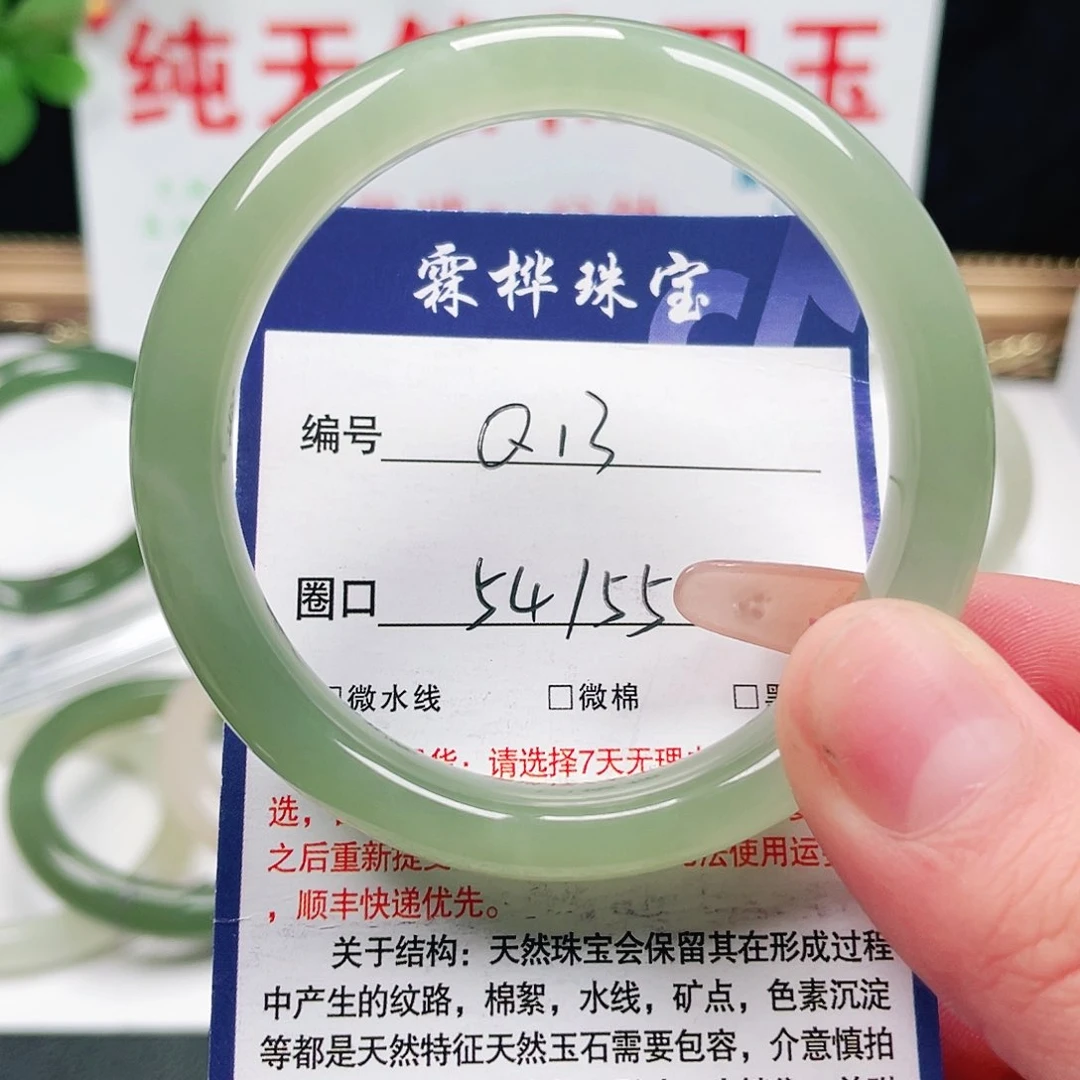 纯天 玉
霖桦珠宝
编号 Q13
圈口 54/55
微水线 □微棉 □
货：请选择7天无理
选，
之后重新提 法使用运
，顺丰快递优先。
关于结构：天然珠宝会保留其在形成过程
中产生的纹路，棉絮，水线，矿点，色素沉淀
等都是天然特征天然玉石需要包容，介意慎拍